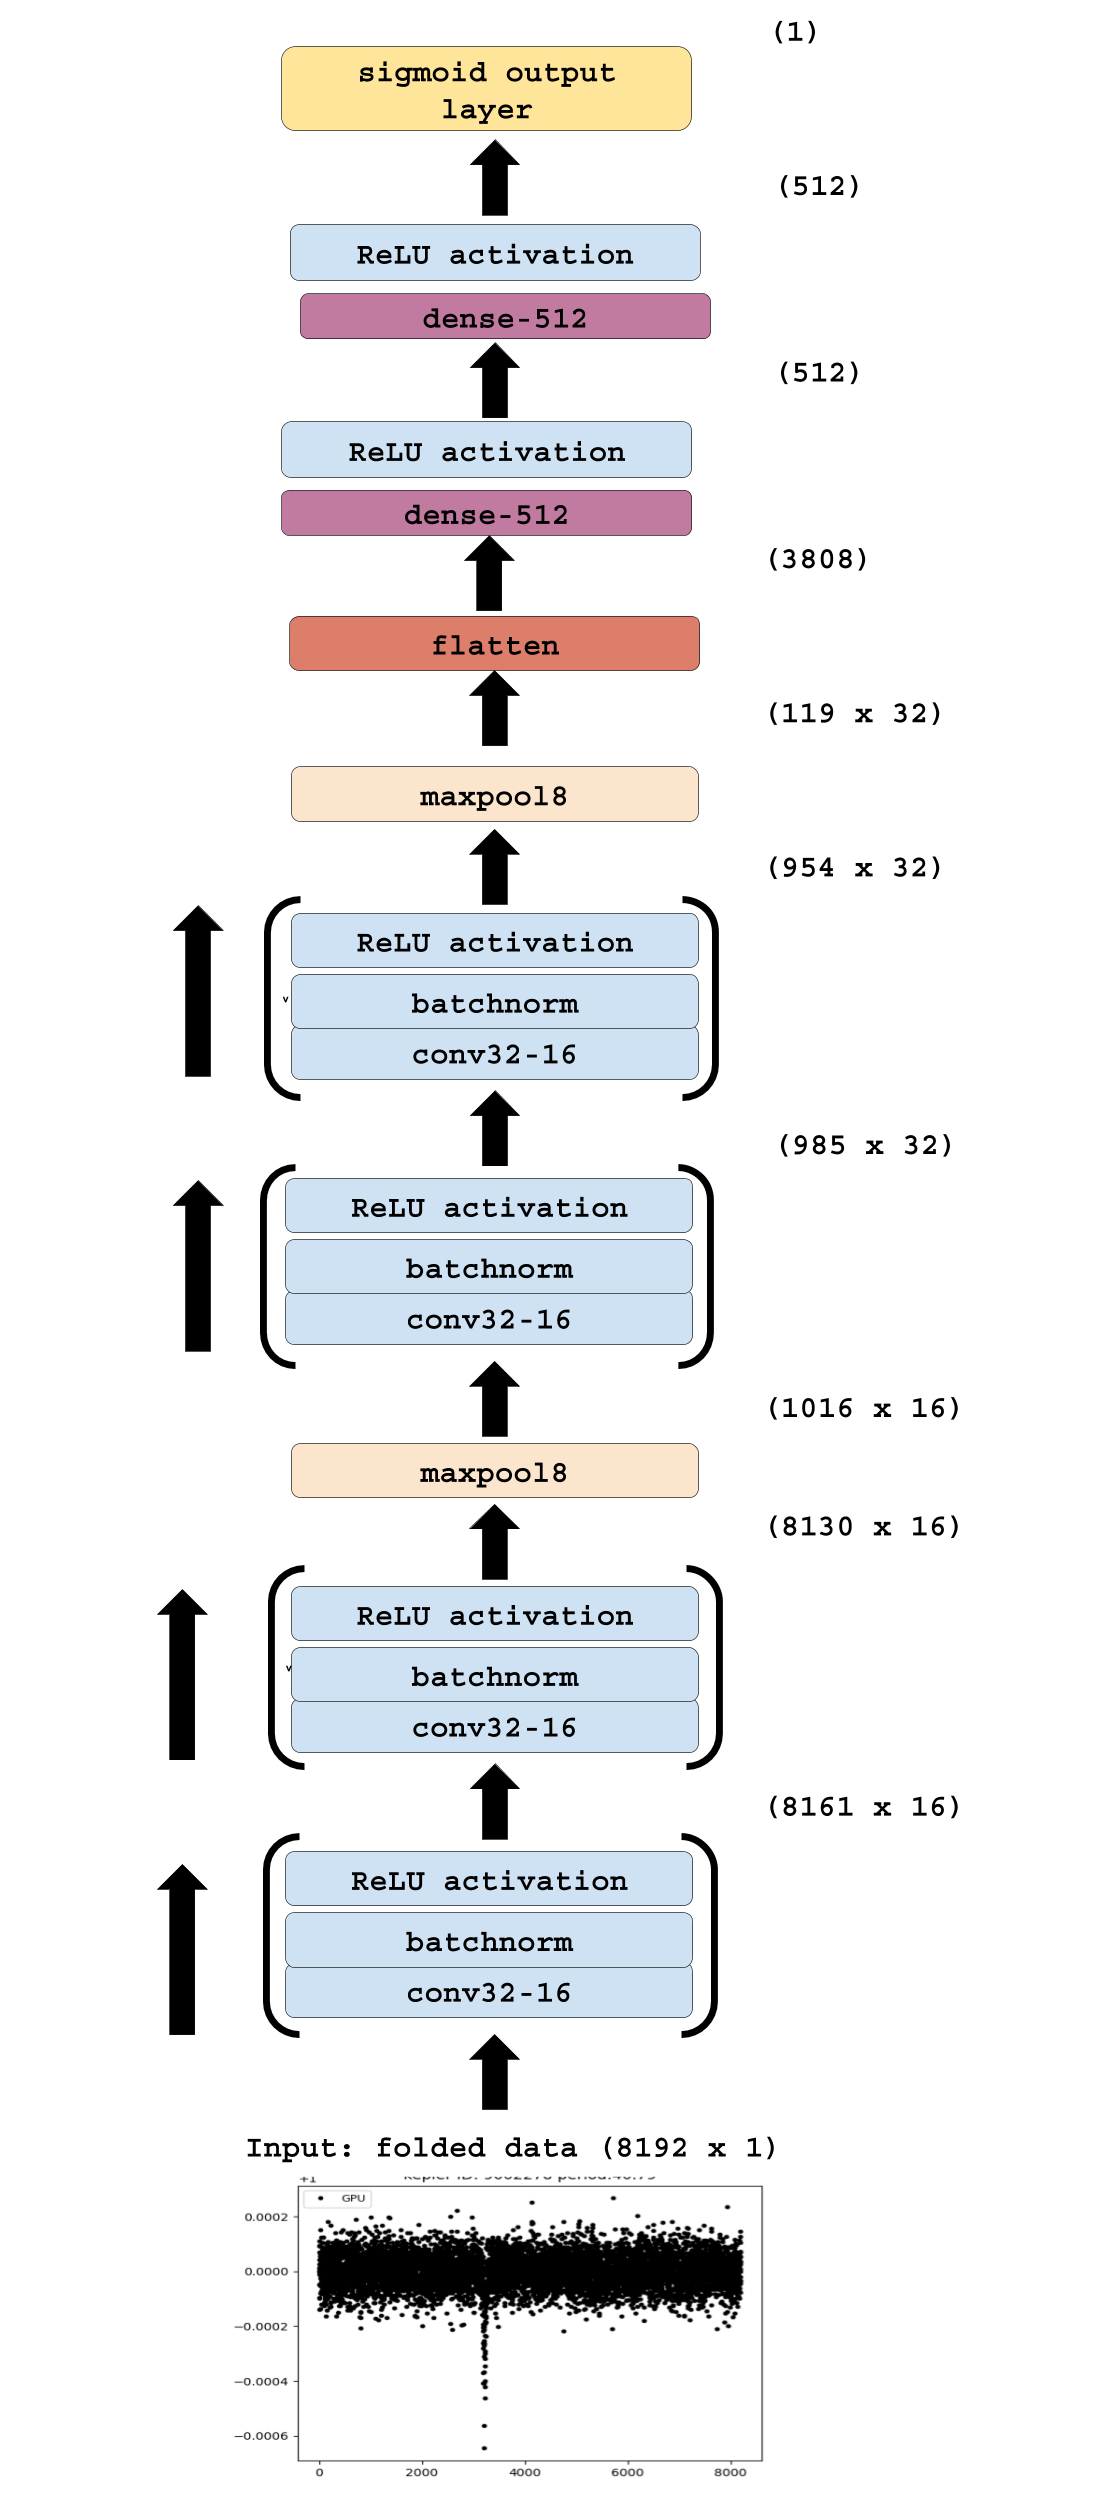 (1)
sigmoid output
layer
(512)
ReLU activation
dense-512
(512)
ReLU activation
dense-512
(3808)
flatten
(119 x 32)
maxpool8
(954 x 32)
ReLU activation
batchnorm
conv32-16
(985 x 32)
ReLU activation
batchnorm
conv32-16
(1016 x 16)
maxpool8
(8130 x 16)
ReLU activation
batchnorm
conv32-16
(8161 x 16)
ReLU activation
batchnorm
conv32-16
Input: folded data (8192 x 1)
+1
GPU
0.0002
0.0000
−0.0002
−0.0004
−0.0006
0 2000 4000 6000 8000